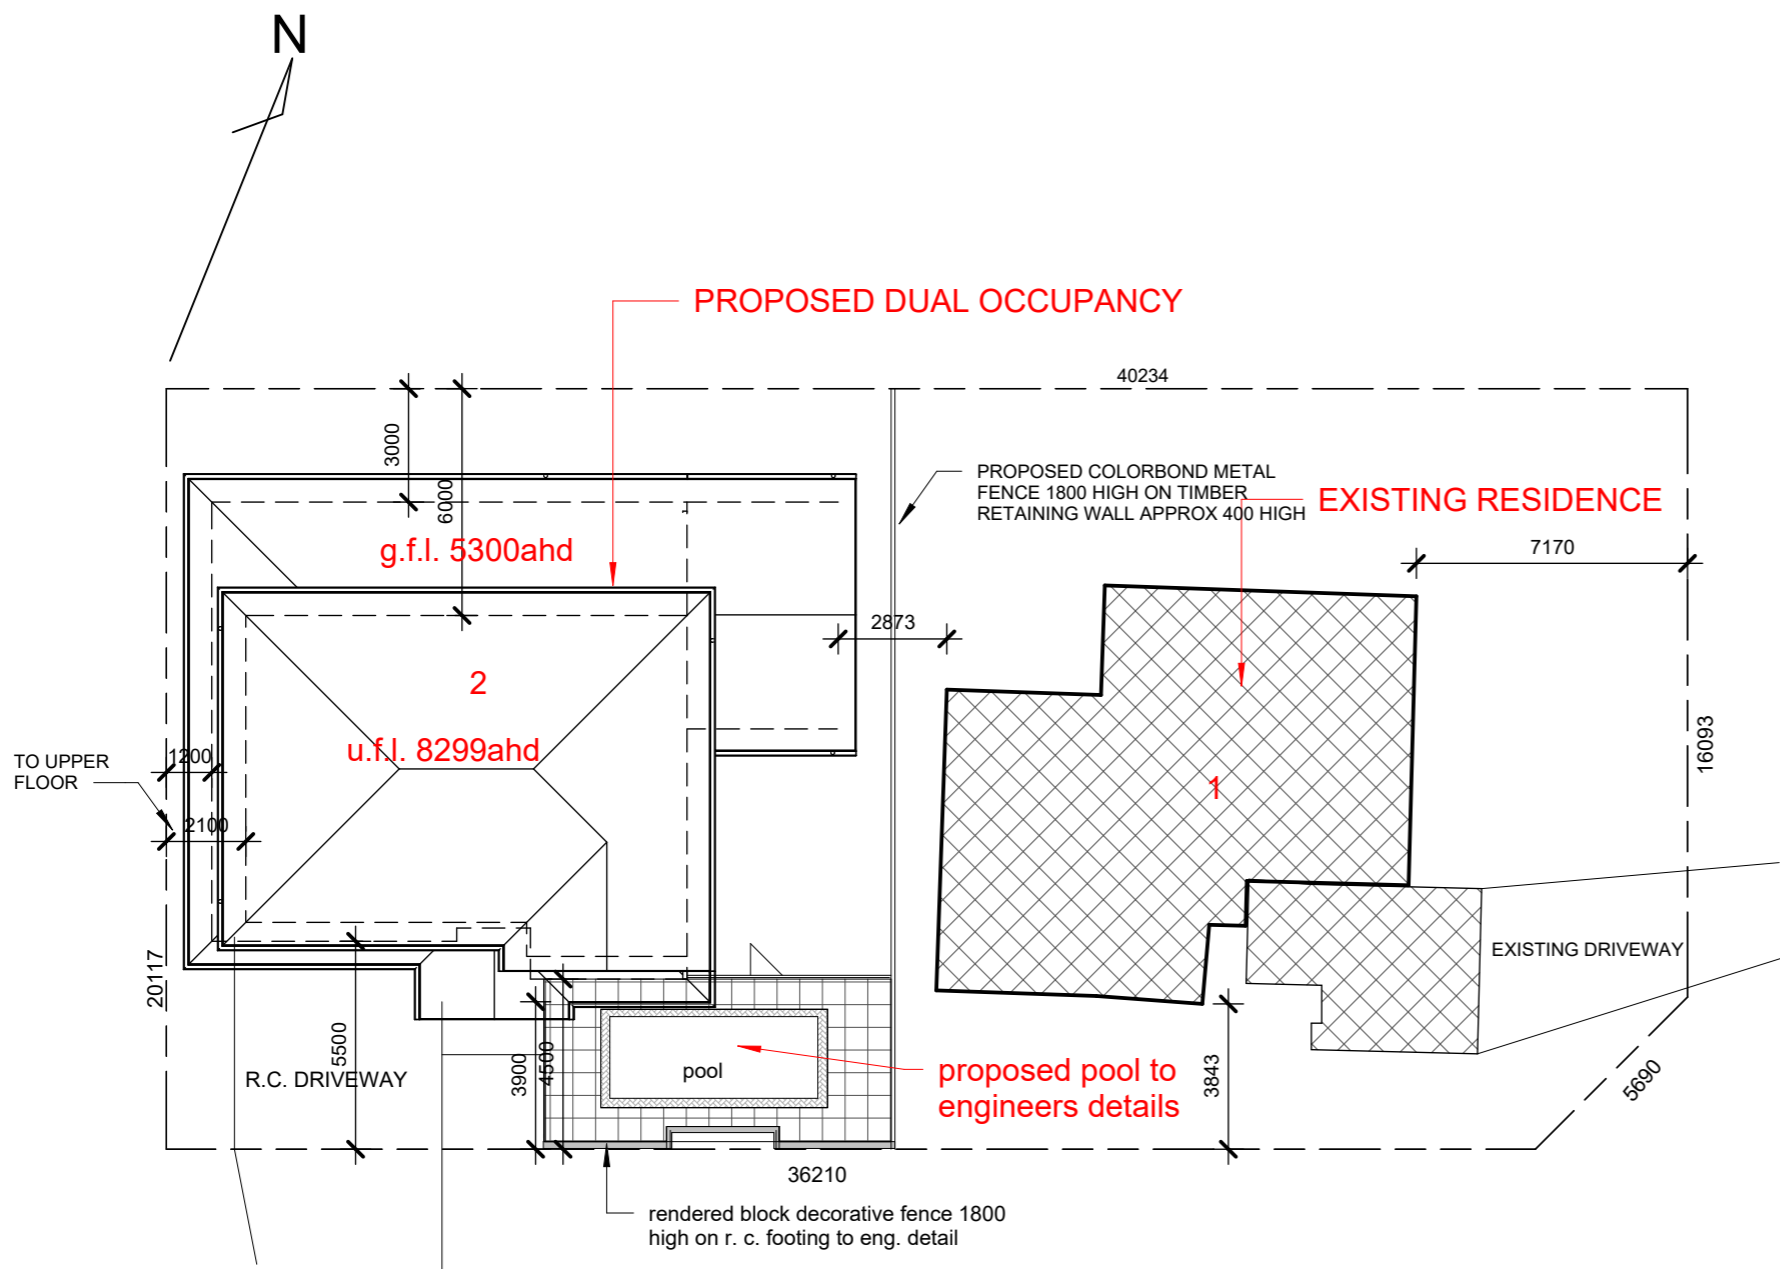 N
PROPOSED DUAL OCCUPANCY
40234
3000
6000
PROPOSED COLORBOND METAL
FENCE 1800 HIGH ON TIMBER
RETAINING WALL APPROX 400 HIGH
EXISTING RESIDENCE
7170
g.f.l. 5300ahd
2873
2
u.f.l. 8299ahd
TO UPPER
FLOOR
1200
2100
1
16093
20117
EXISTING DRIVEWAY
5500
R.C. DRIVEWAY
3900
4500
pool
proposed pool to
engineers details
3843
5690
36210
rendered block decorative fence 1800
high on r. c. footing to eng. detail